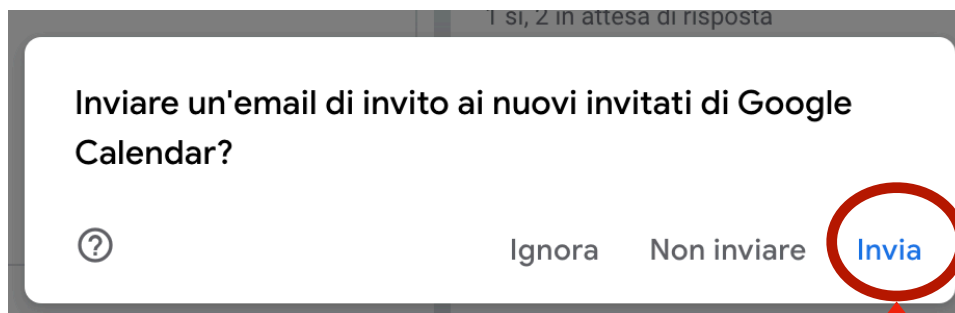 1 sì, 2 in attesa di risposta
Inviare un'email di invito ai nuovi invitati di Google
Calendar?
Ignora Non inviare Invia